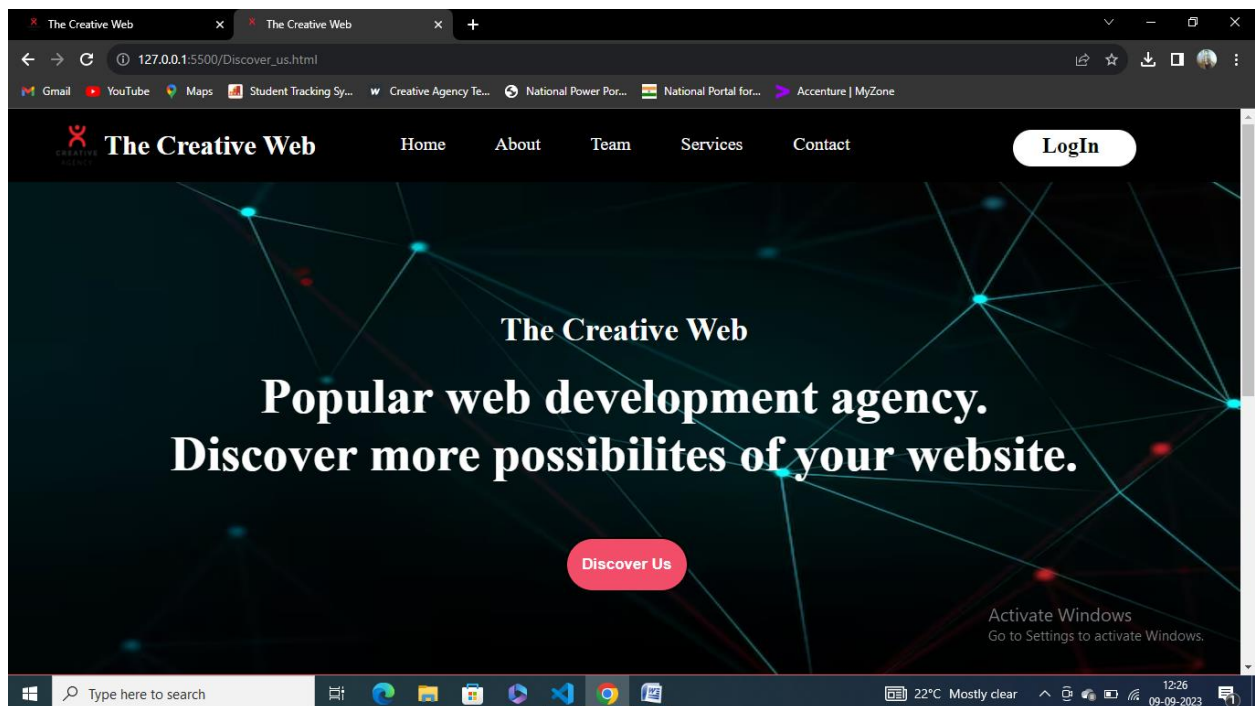 The Creative Web
The Creative Web
127.0.0.1:5500/Discover_us.html
Gmail YouTube Maps Student Tracking Sy... Creative Agency Te... National Power Por... National Portal for... Accenture | MyZone
CREATIVE
AGENCY
The Creative Web Home About Team Services Contact LogIn
The Creative Web
Popular web development agency.
Discover more possibilites of your website.
Discover Us
Activate Windows
Go to Settings to activate Windows.
Type here to search
22°C Mostly clear
12:26
09-09-2023
1